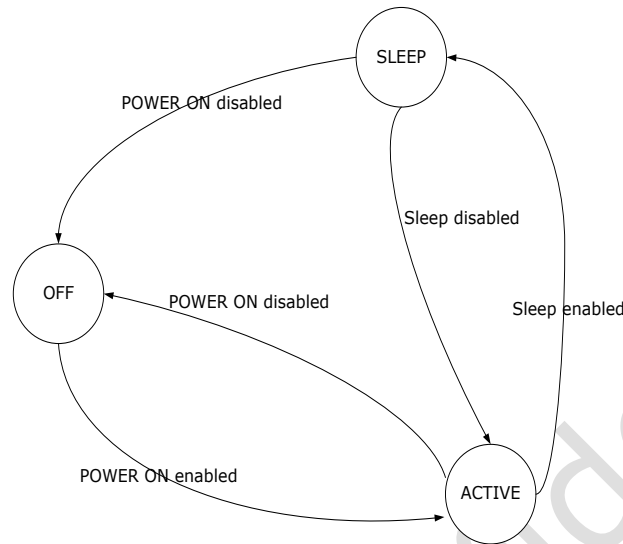 SLEEP
POWER ON disabled
Sleep disabled
OFF
POWER ON disabled
Sleep enabled
POWER ON enabled
ACTIVE